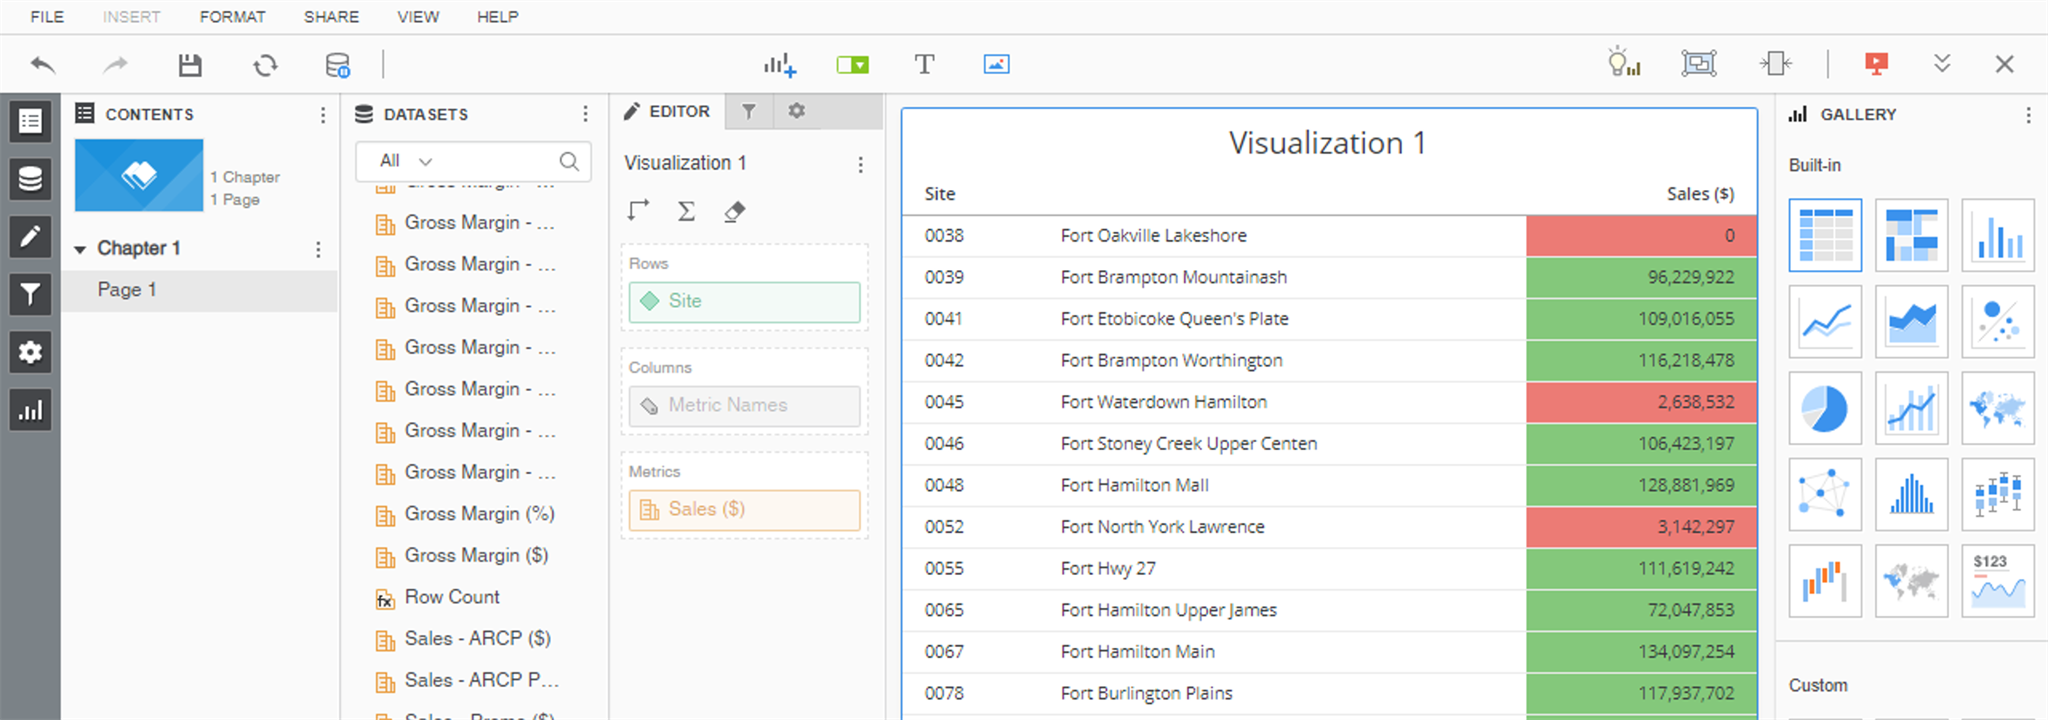 FILE INSERT FORMAT SHARE VIEW HELP
CONTENTS
1 Chapter
1 Page
Chapter 1
Page 1
DATASETS
All
Gross Margin - ...
Gross Margin - ...
Gross Margin - ...
Gross Margin - ...
Gross Margin - ...
Gross Margin - ...
Gross Margin - ...
Gross Margin - ...
Gross Margin (%)
Gross Margin ($)
fx Row Count
Sales - ARCP ($)
Sales - ARCP P...
Sales - Promo ($)
EDITOR
Visualization 1
Rows
Site
Columns
Metric Names
Metrics
Sales ($)
Visualization 1
Site Sales ($)
0038 Fort Oakville Lakeshore 0
0039 Fort Brampton Mountainash 96,229,922
0041 Fort Etobicoke Queen's Plate 109,016,055
0042 Fort Brampton Worthington 116,218,478
0045 Fort Waterdown Hamilton 2,638,532
0046 Fort Stoney Creek Upper Centen 106,423,197
0048 Fort Hamilton Mall 128,881,969
0052 Fort North York Lawrence 3,142,297
0055 Fort Hwy 27 111,619,242
0065 Fort Hamilton Upper James 72,047,853
0067 Fort Hamilton Main 134,097,254
0078 Fort Burlington Plains 117,937,702
GALLERY
Built-in
$123
Custom